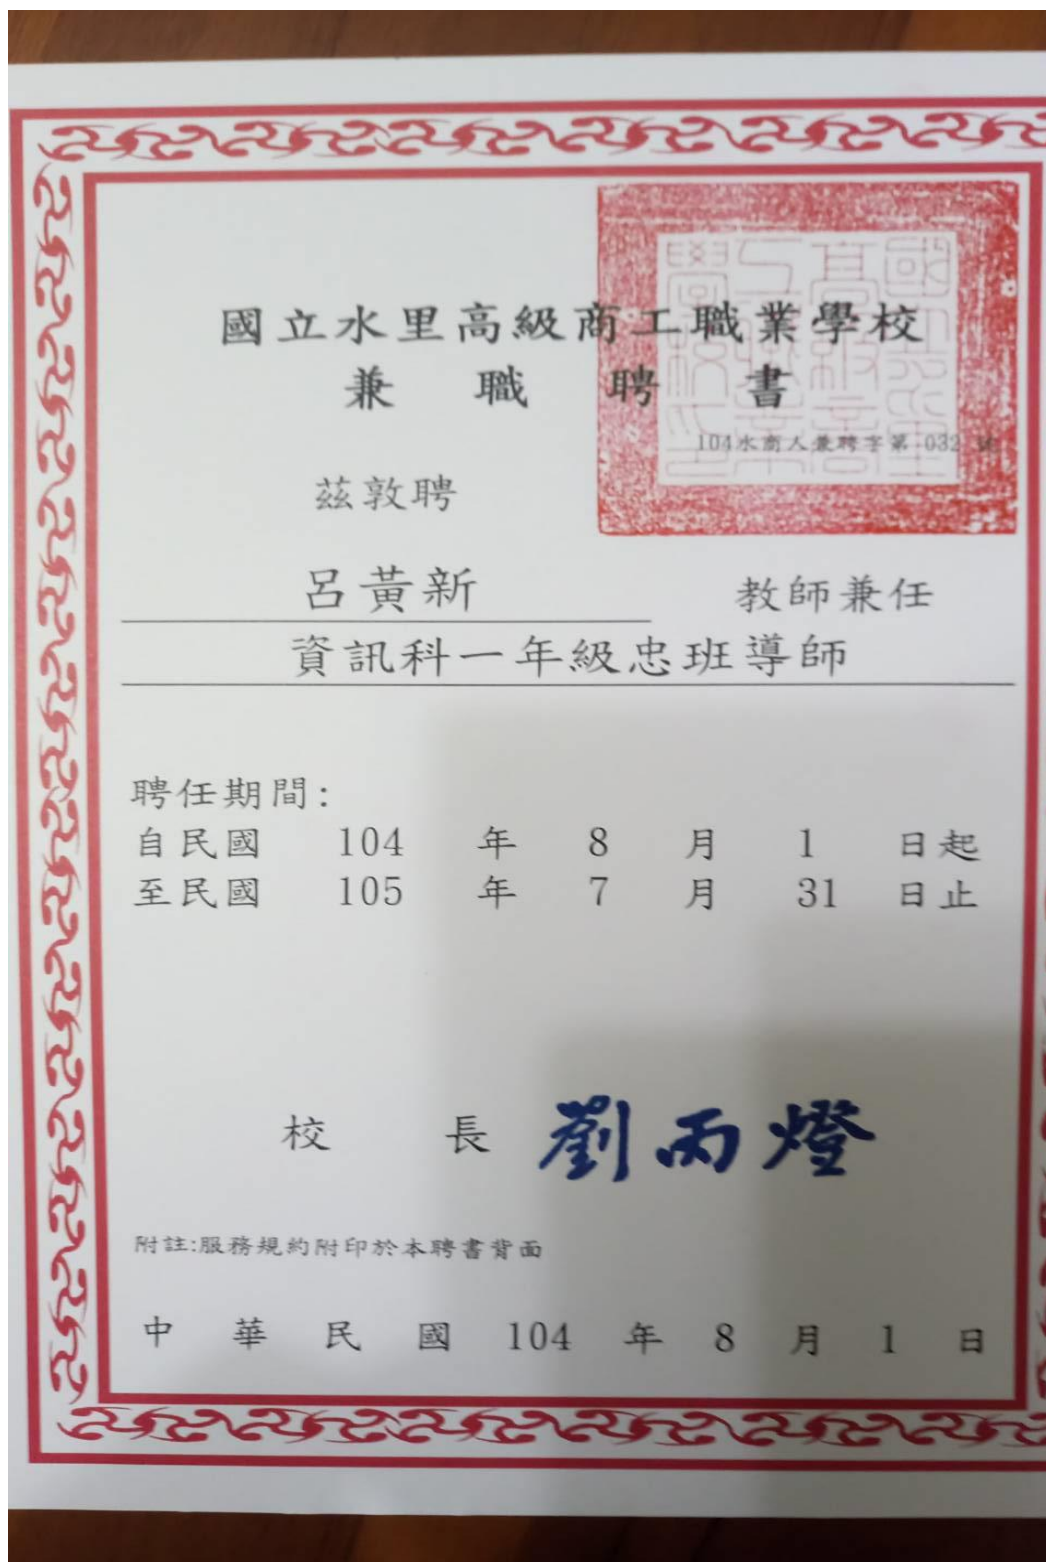 國立水里高級商工職業學校
兼職聘書
104水商人兼聘字第 032 號
茲敦聘
呂黃新 教師兼任
資訊科一年級忠班導師
聘任期間:
自民國 104 年 8 月 1 日起
至民國 105 年 7 月 31 日止
校長 劉丙燈
附註:服務規約附印於本聘書背面
中華民國 104 年 8 月 1 日